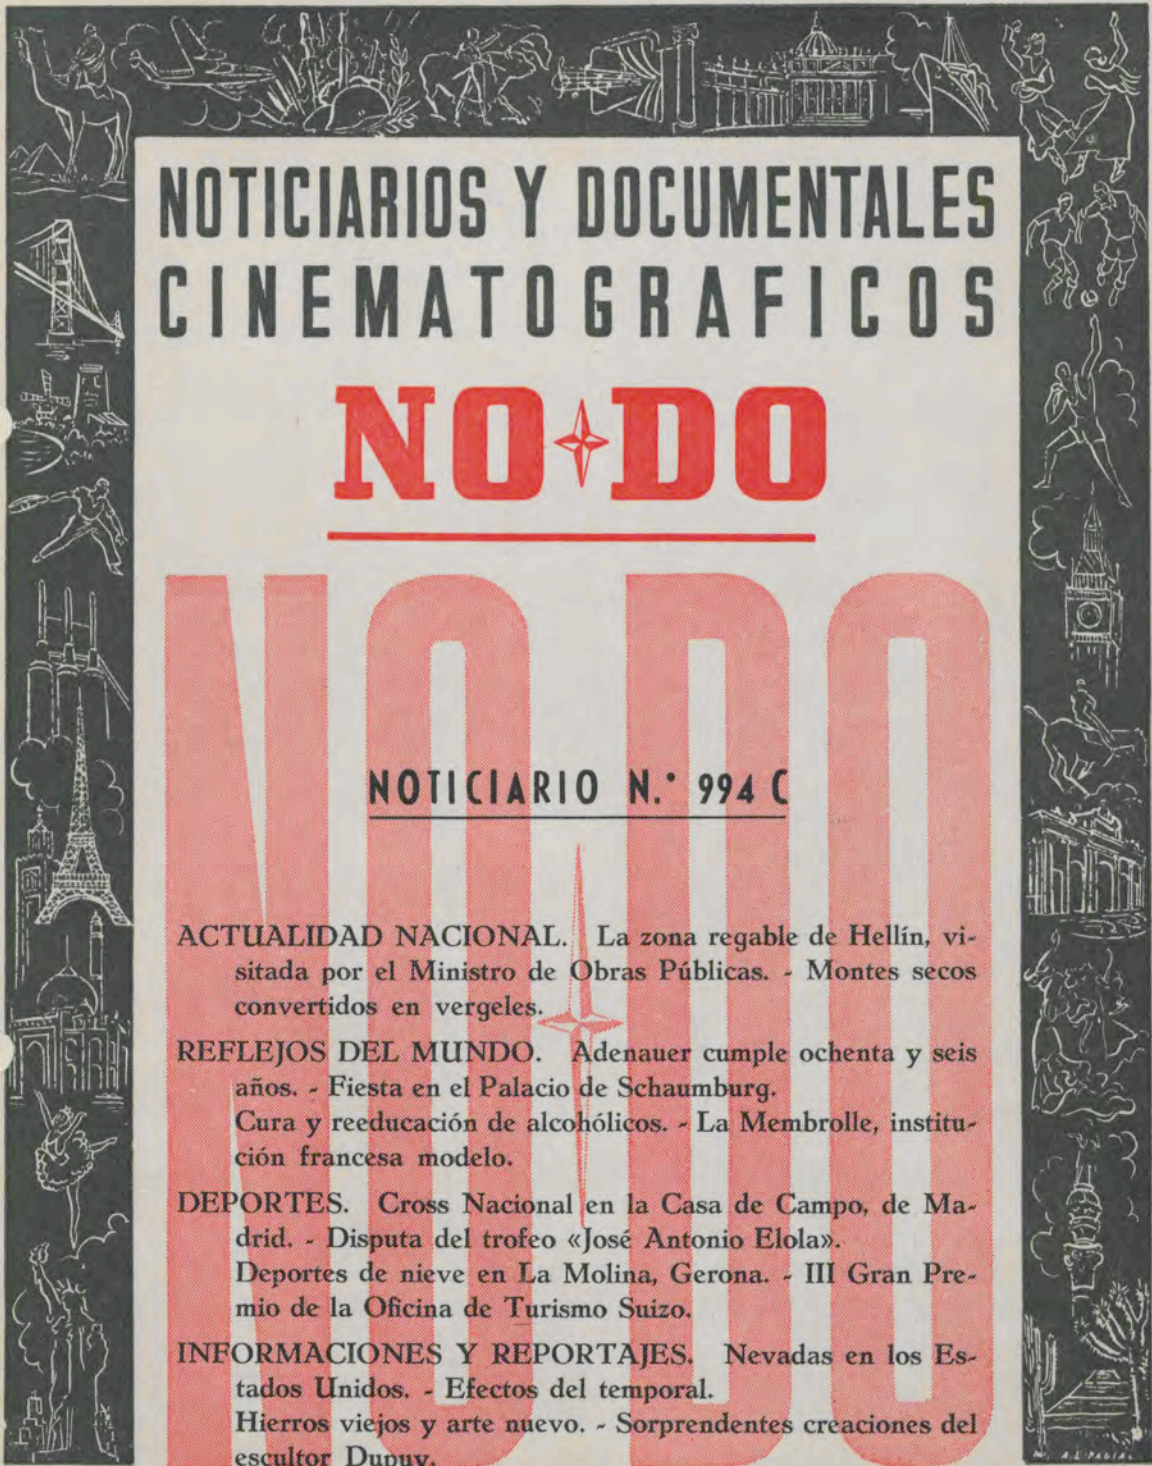 NOTICIARIOS Y DOCUMENTALES
CINEMATOGRAFICOS
NO DO
NO DO
NOTICIARIO N.° 994 C
ACTUALIDAD NACIONAL. La zona regable de Hellín, vi-
sitada por el Ministro de Obras Públicas. - Montes secos
convertidos en vergeles.
REFLEJOS DEL MUNDO. Adenauer cumple ochenta y seis
años. - Fiesta en el Palacio de Schaumburg.
Cura y reeducación de alcohólicos. - La Membrolle, institu-
ción francesa modelo.
DEPORTES. Cross Nacional en la Casa de Campo, de Ma-
drid. - Disputa del trofeo «José Antonio Elola».
Deportes de nieve en La Molina, Gerona. - III Gran Pre-
mio de la Oficina de Turismo Suizo.
INFORMACIONES Y REPORTAJES. Nevadas en los Es-
tados Unidos. - Efectos del temporal.
Hierros viejos y arte nuevo. - Sorprendentes creaciones del
escultor Dupuy.